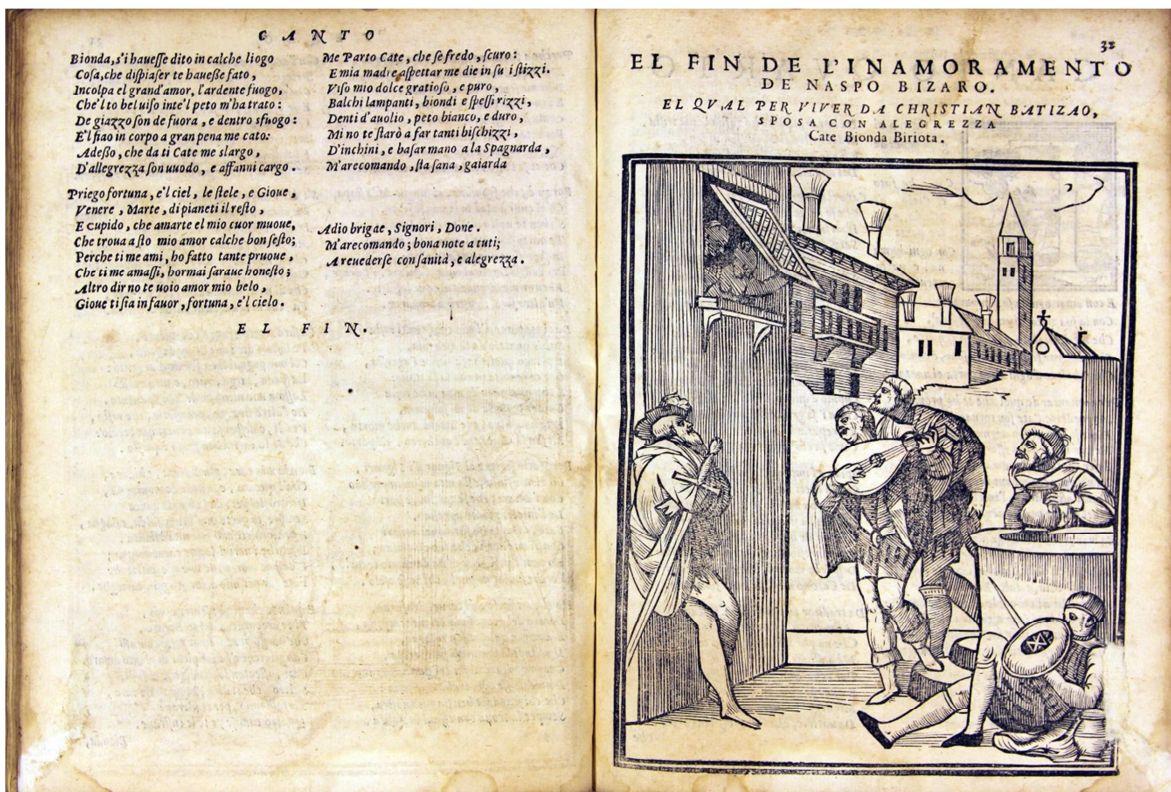 CANTO
Bionda, s'i hauesse dito in calche liogo
Cosa, che dispiaser te hauesse fato,
Incolpa el grand'amor, l'ardente fuogo,
Che'l to bel uiso inte'l peto m'ha trato:
De giazzo son de fuora, e dentro sfuogo:
E'l fiao in corpo a gran pena me cato:
Adesso, che da ti Cate me slargo,
D'allegrezza son uuodo, e affanni cargo.
Priego fortuna, e'l ciel, le stele, e Gioue,
Venere, Marte, di pianeti il resto,
E cupido, che amarte el mio cuor muoue,
Che troua a sto mio amor calche bon sesto;
Perche ti me ami, ho fatto tante pruoue,
Che ti me amassi, hormai saraue honesto;
Altro dir no te uoio amor mio belo,
Gioue ti sia in fauor, fortuna, e'l cielo.
Me Parto Cate, che se fredo, scuro:
E mia madre aspettar me die in su i stizzi.
Viso mio dolce gratioso, e puro,
Balchi lampanti, biondi e spessi rizzi,
Denti d'auolio, peto bianco, e duro,
Mi no te starò a far tanti bischizzi,
D'inchini, e basar mano a la Spagnarda,
M'arecomando, sta sana, gaiarda
Adio brigae, Signori, Done.
M'arecomando; bona note a tuti;
A reuederse con sanità, e alegrezza.
EL FIN.
32
EL FIN DE L'INAMORAMENTO
DE NASPO BIZARO.
EL QVAL PER VIVER DA CHRISTIAN BATIZAO,
SPOSA CON ALEGREZZA
Cate Bionda Biriota.